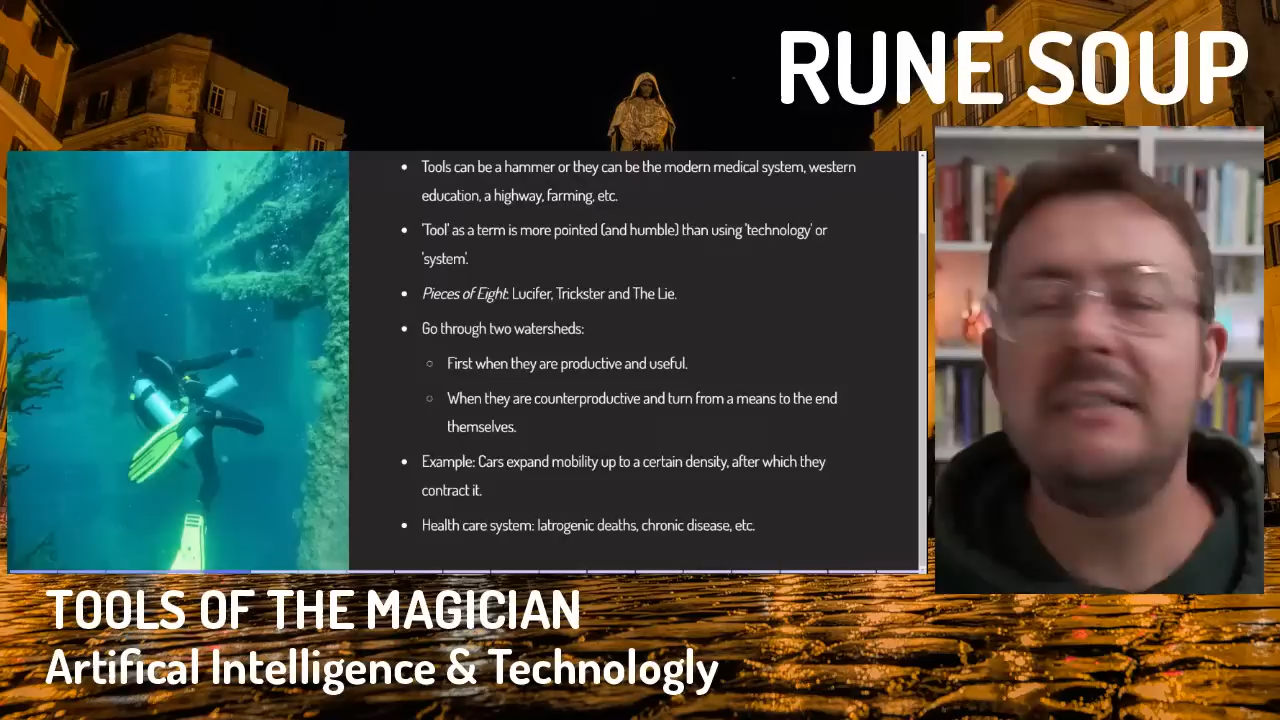 RUNE SOUP
• Tools can be a hammer or they can be the modern medical system, western
education, a highway, farming, etc.
• 'Tool' as a term is more pointed (and humble) than using 'technology' or
'system'.
• Pieces of Eight: Lucifer, Trickster and The Lie.
• Go through two watersheds:
○ First when they are productive and useful.
○ When they are counterproductive and turn from a means to the end
themselves.
• Example: Cars expand mobility up to a certain density, after which they
contract it.
• Health care system: Iatrogenic deaths, chronic disease, etc.
TOOLS OF THE MAGICIAN
Artifical Intelligence & Technologly